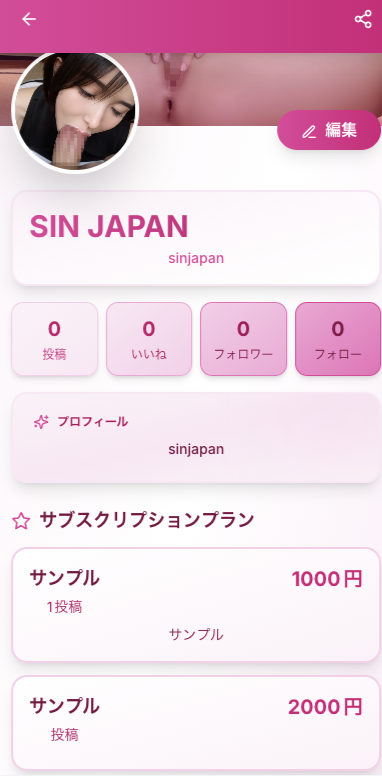 編集
SIN JAPAN
sinjapan
0
投稿
0
いいね
0
フォロワー
0
フォロー
プロフィール
sinjapan
サブスクリプションプラン
サンプル
1000円
1投稿
サンプル
サンプル
2000円
投稿